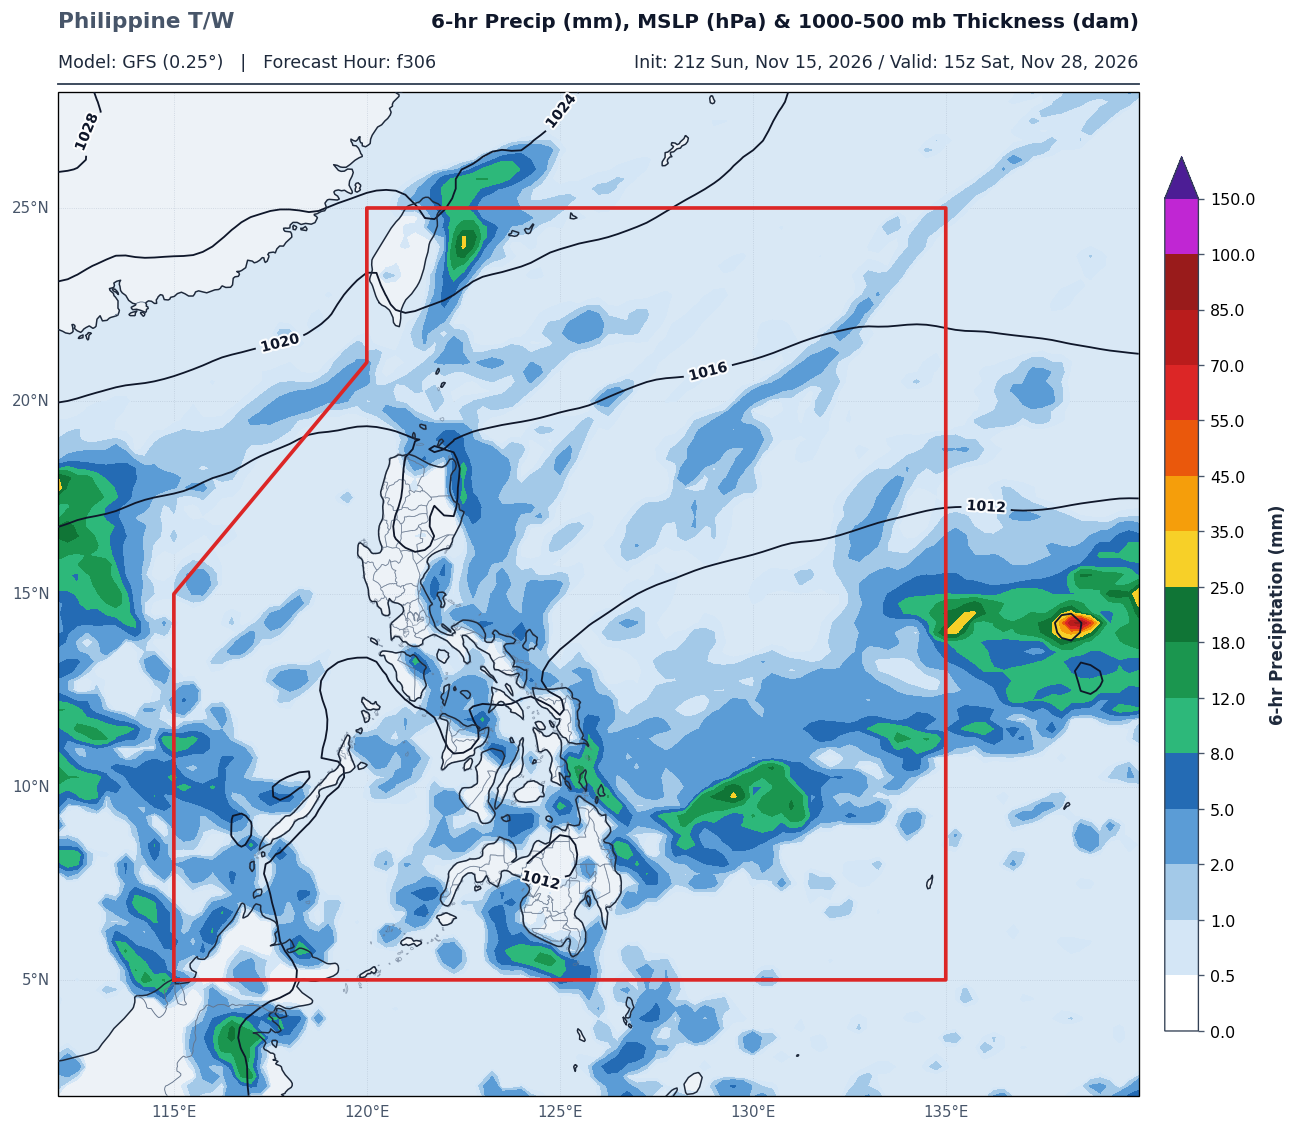 Philippine T/W
6-hr Precip (mm), MSLP (hPa) & 1000-500 mb Thickness (dam)
Model: GFS (0.25°) | Forecast Hour: f306
Init: 21z Sun, Nov 15, 2026 / Valid: 15z Sat, Nov 28, 2026
1028
1024
1020
1016
1012
1012
25°N
20°N
15°N
10°N
5°N
115°E
120°E
125°E
130°E
135°E
150.0
100.0
85.0
70.0
55.0
45.0
35.0
25.0
18.0
12.0
8.0
5.0
2.0
1.0
0.5
0.0
6-hr Precipitation (mm)